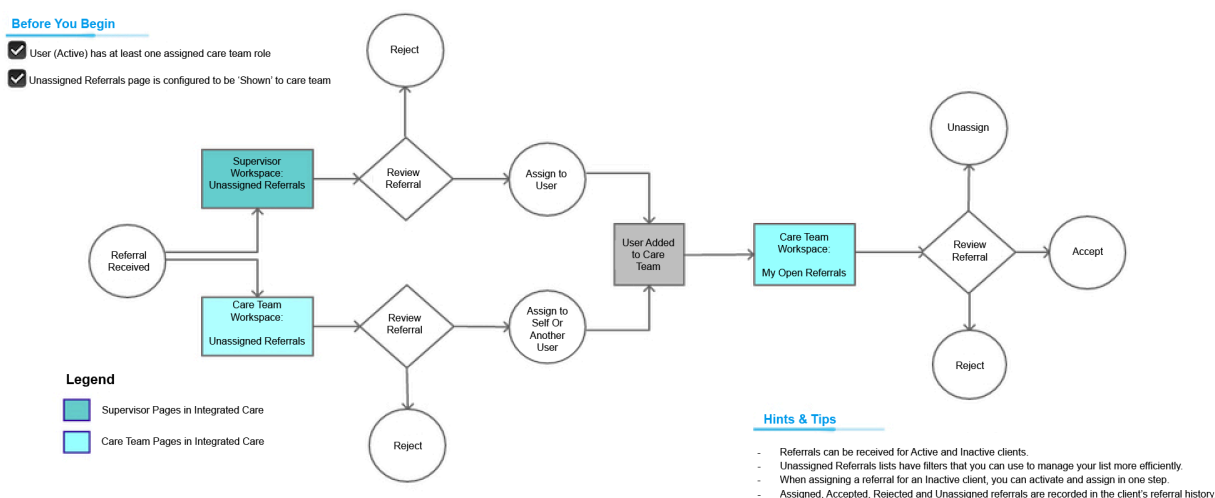 Before You Begin
User (Active) has at least one assigned care team role
Unassigned Referrals page is configured to be 'Shown' to care team
Reject
Supervisor
Workspace:
Unassigned Referrals
Review
Referral
Assign to
User
Referral
Received
Care Team
Workspace:
Unassigned Referrals
Review
Referral
Assign to
Self Or
Another
User
Reject
User Added
to Care
Team
Care Team
Workspace:
My Open Referrals
Unassign
Review
Referral
Accept
Reject
Legend
Supervisor Pages in Integrated Care
Care Team Pages in Integrated Care
Hints & Tips
- Referrals can be received for Active and Inactive clients.
- Unassigned Referrals lists have filters that you can use to manage your list more efficiently.
- When assigning a referral for an Inactive client, you can activate and assign in one step.
- Assigned, Accepted, Rejected and Unassigned referrals are recorded in the client's referral history